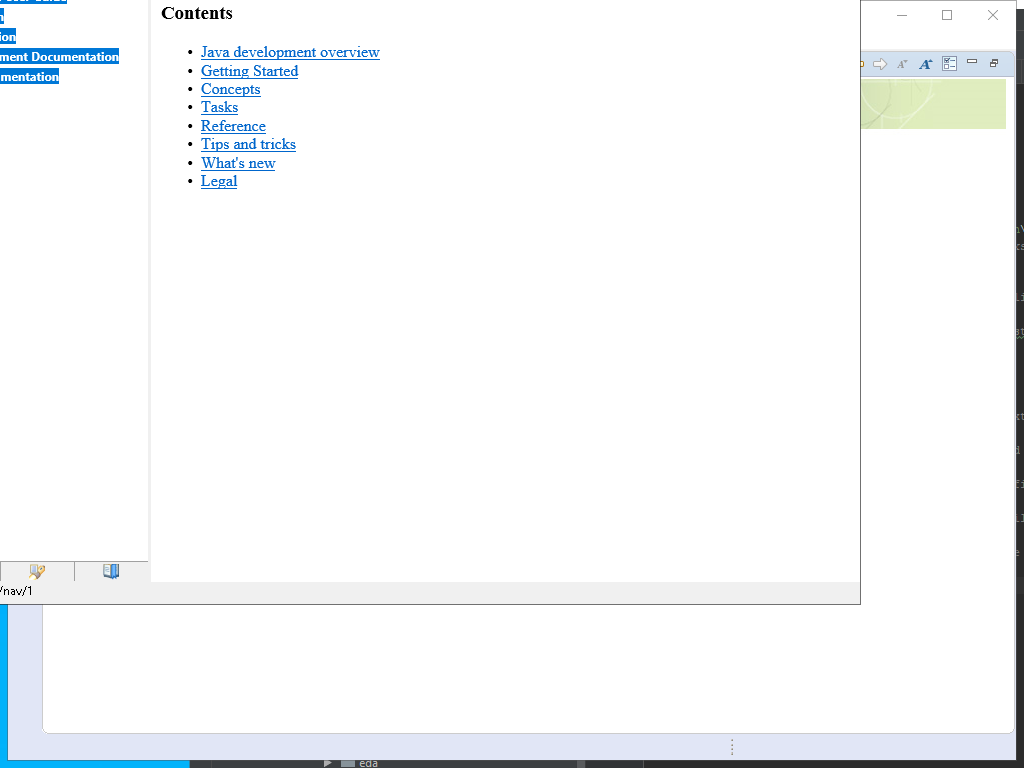 Contents
ion
ment Documentation
mentation
Java development overview
Getting Started
Concepts
Tasks
Reference
Tips and tricks
What's new
Legal
/nav/1
eda